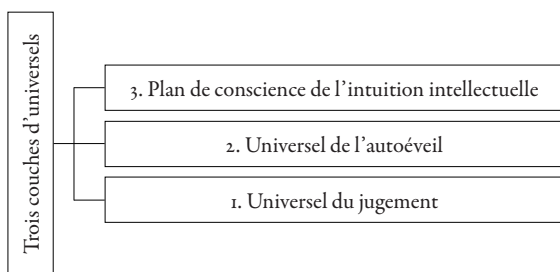 Trois couches d'universels
3. Plan de conscience de l'intuition intellectuelle
2. Universel de l'autoéveil
1. Universel du jugement